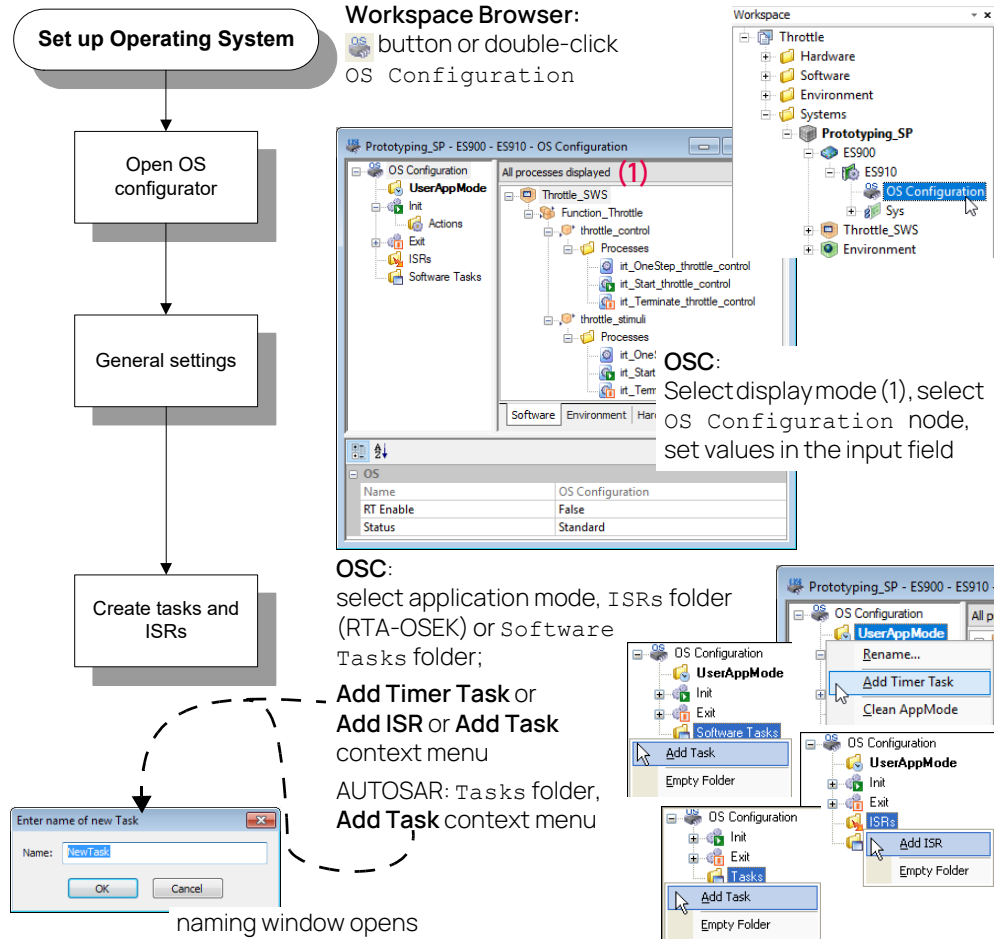 Set up Operating System
Workspace Browser:
button or double-click
OS Configuration
Workspace
Throttle
Hardware
Software
Environment
Systems
Prototyping_SP
ES900
ES910
OS Configuration
Sys
Throttle_SWS
Environment
Open OS
configurator
Prototyping_SP - ES900 - ES910 - OS Configuration
OS Configuration
UserAppMode
Init
Actions
Exit
ISRs
Software Tasks
All processes displayed (1)
Throttle_SWS
Function_Throttle
throttle_control
Processes
irt_OneStep_throttle_control
irt_Start_throttle_control
irt_Terminate_throttle_control
throttle_stimuli
Processes
irt_OneS
irt_Start
irt_Term
Software Environment Har
OS
Name OS Configuration
RT Enable False
Status Standard
General settings
OSC:
Select display mode (1), select
OS Configuration node,
set values in the input field
Create tasks and
ISRs
OSC:
select application mode, ISRs folder
(RTA-OSEK) or Software
Tasks folder;
Add Timer Task or
Add ISR or Add Task
context menu
AUTOSAR: Tasks folder,
Add Task context menu
Prototyping_SP - ES900 - ES910 -
OS Configuration
All p
UserAppMode
Rename...
Add Timer Task
Clean AppMode
OS Configuration
UserAppMode
Init
Exit
Software Tasks
Add Task
Empty Folder
OS Configuration
UserAppMode
Init
Exit
ISRs
Add ISR
Empty Folder
OS Configuration
Init
Exit
Tasks
Add Task
Empty Folder
Enter name of new Task
Name: NewTask
OK Cancel
naming window opens